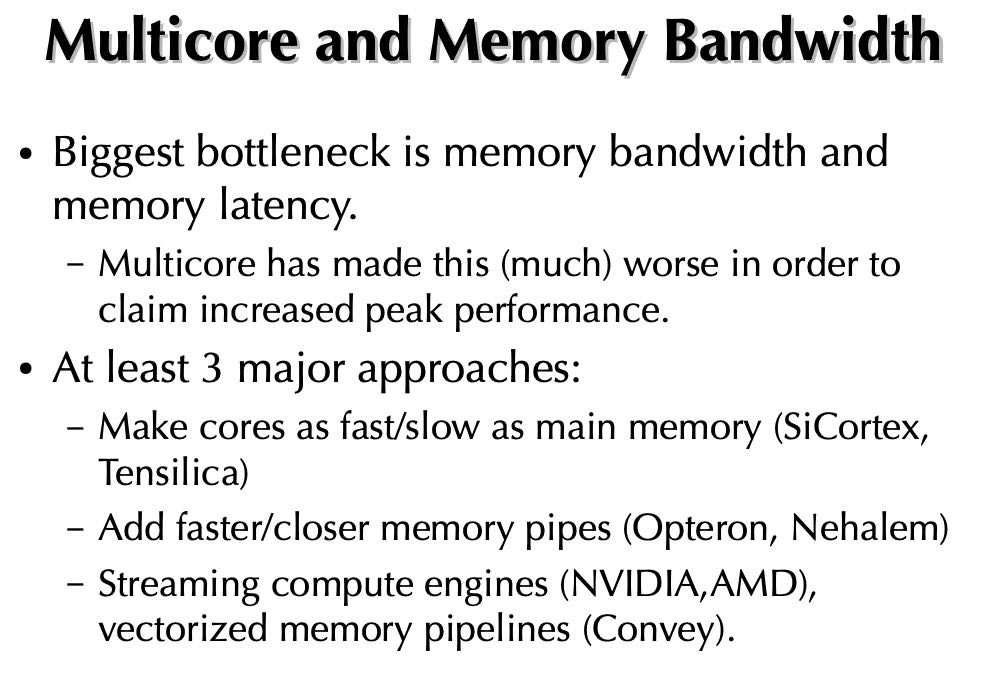 Multicore and Memory Bandwidth
• Biggest bottleneck is memory bandwidth and
memory latency.
– Multicore has made this (much) worse in order to
claim increased peak performance.
• At least 3 major approaches:
– Make cores as fast/slow as main memory (SiCortex,
Tensilica)
– Add faster/closer memory pipes (Opteron, Nehalem)
– Streaming compute engines (NVIDIA,AMD),
vectorized memory pipelines (Convey).